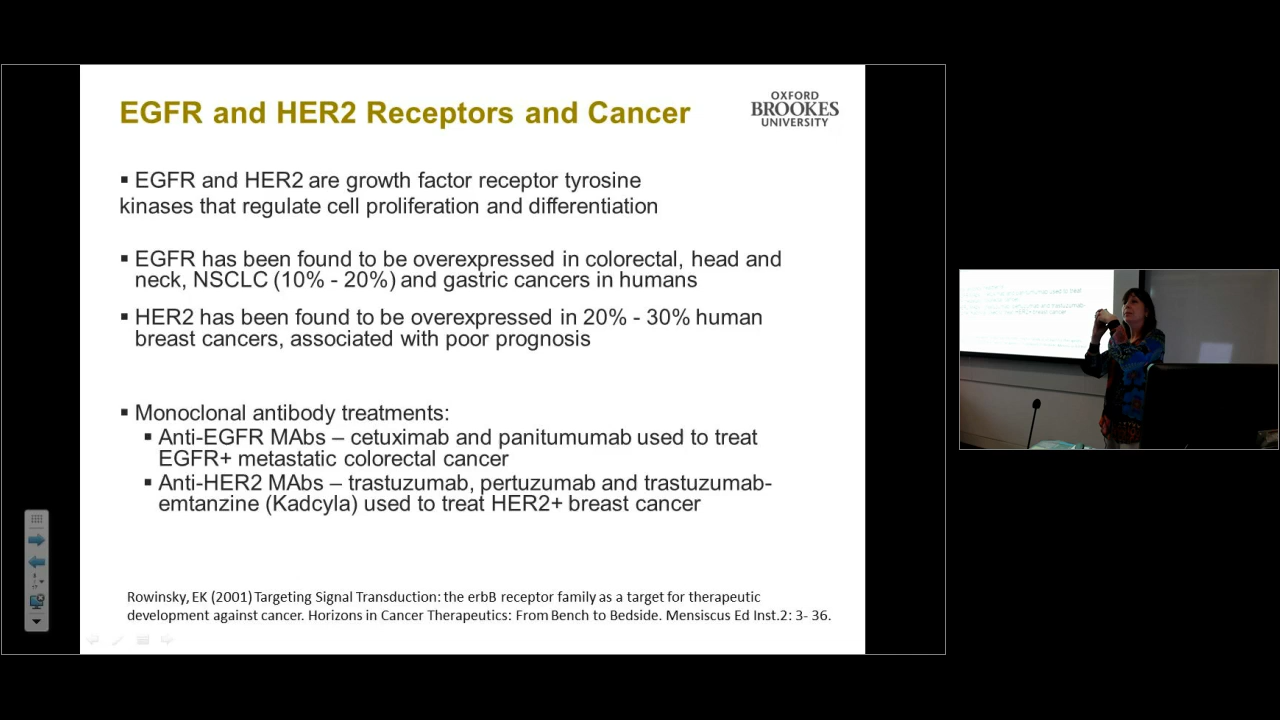 EGFR and HER2 Receptors and Cancer
OXFORD
BROOKES
UNIVERSITY
▪ EGFR and HER2 are growth factor receptor tyrosine
kinases that regulate cell proliferation and differentiation
▪ EGFR has been found to be overexpressed in colorectal, head and
neck, NSCLC (10% - 20%) and gastric cancers in humans
▪ HER2 has been found to be overexpressed in 20% - 30% human
breast cancers, associated with poor prognosis
▪ Monoclonal antibody treatments:
▪ Anti-EGFR MAbs – cetuximab and panitumumab used to treat
EGFR+ metastatic colorectal cancer
▪ Anti-HER2 MAbs – trastuzumab, pertuzumab and trastuzumab-
emtanzine (Kadcyla) used to treat HER2+ breast cancer
Rowinsky, EK (2001) Targeting Signal Transduction: the erbB receptor family as a target for therapeutic
development against cancer. Horizons in Cancer Therapeutics: From Bench to Bedside. Mensiscus Ed Inst.2: 3- 36.